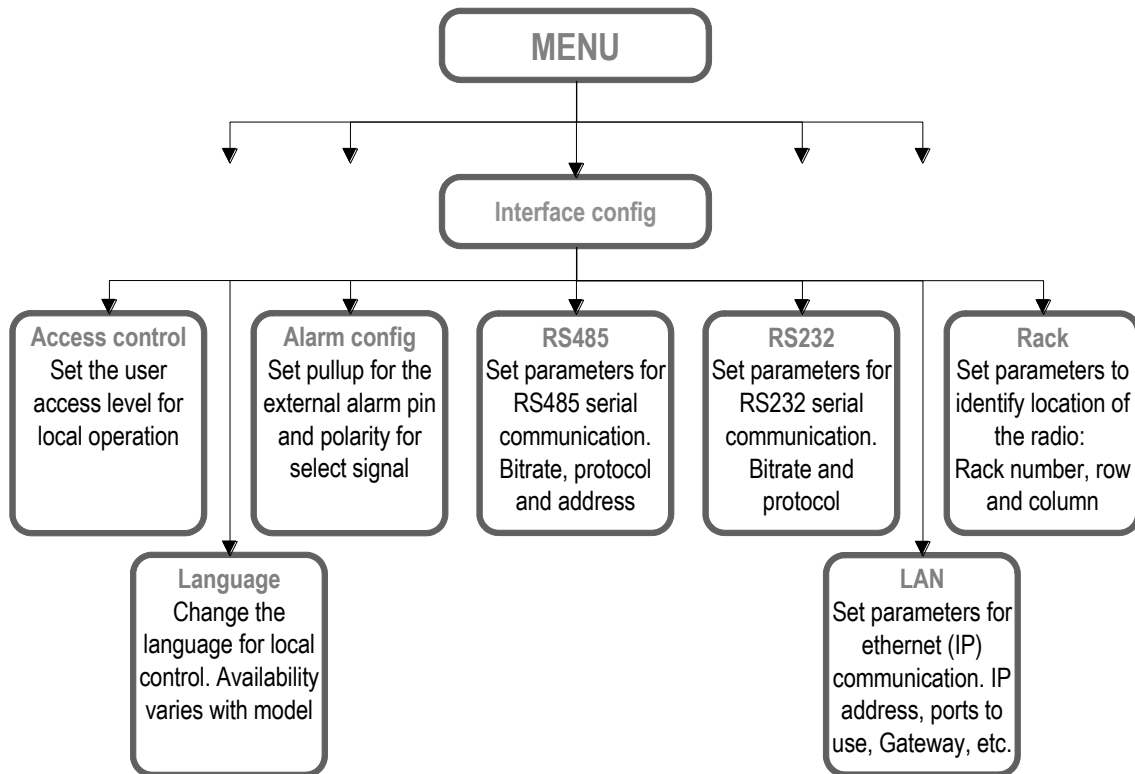 MENU
Interface config
Access control
Set the user
access level for
local operation
Alarm config
Set pullup for the
external alarm pin
and polarity for
select signal
RS485
Set parameters for
RS485 serial
communication.
Bitrate, protocol
and address
RS232
Set parameters for
RS232 serial
communication.
Bitrate and
protocol
Rack
Set parameters to
identify location of
the radio:
Rack number, row
and column
Language
Change the
language for local
control. Availability
varies with model
LAN
Set parameters for
ethernet (IP)
communication. IP
address, ports to
use, Gateway, etc.